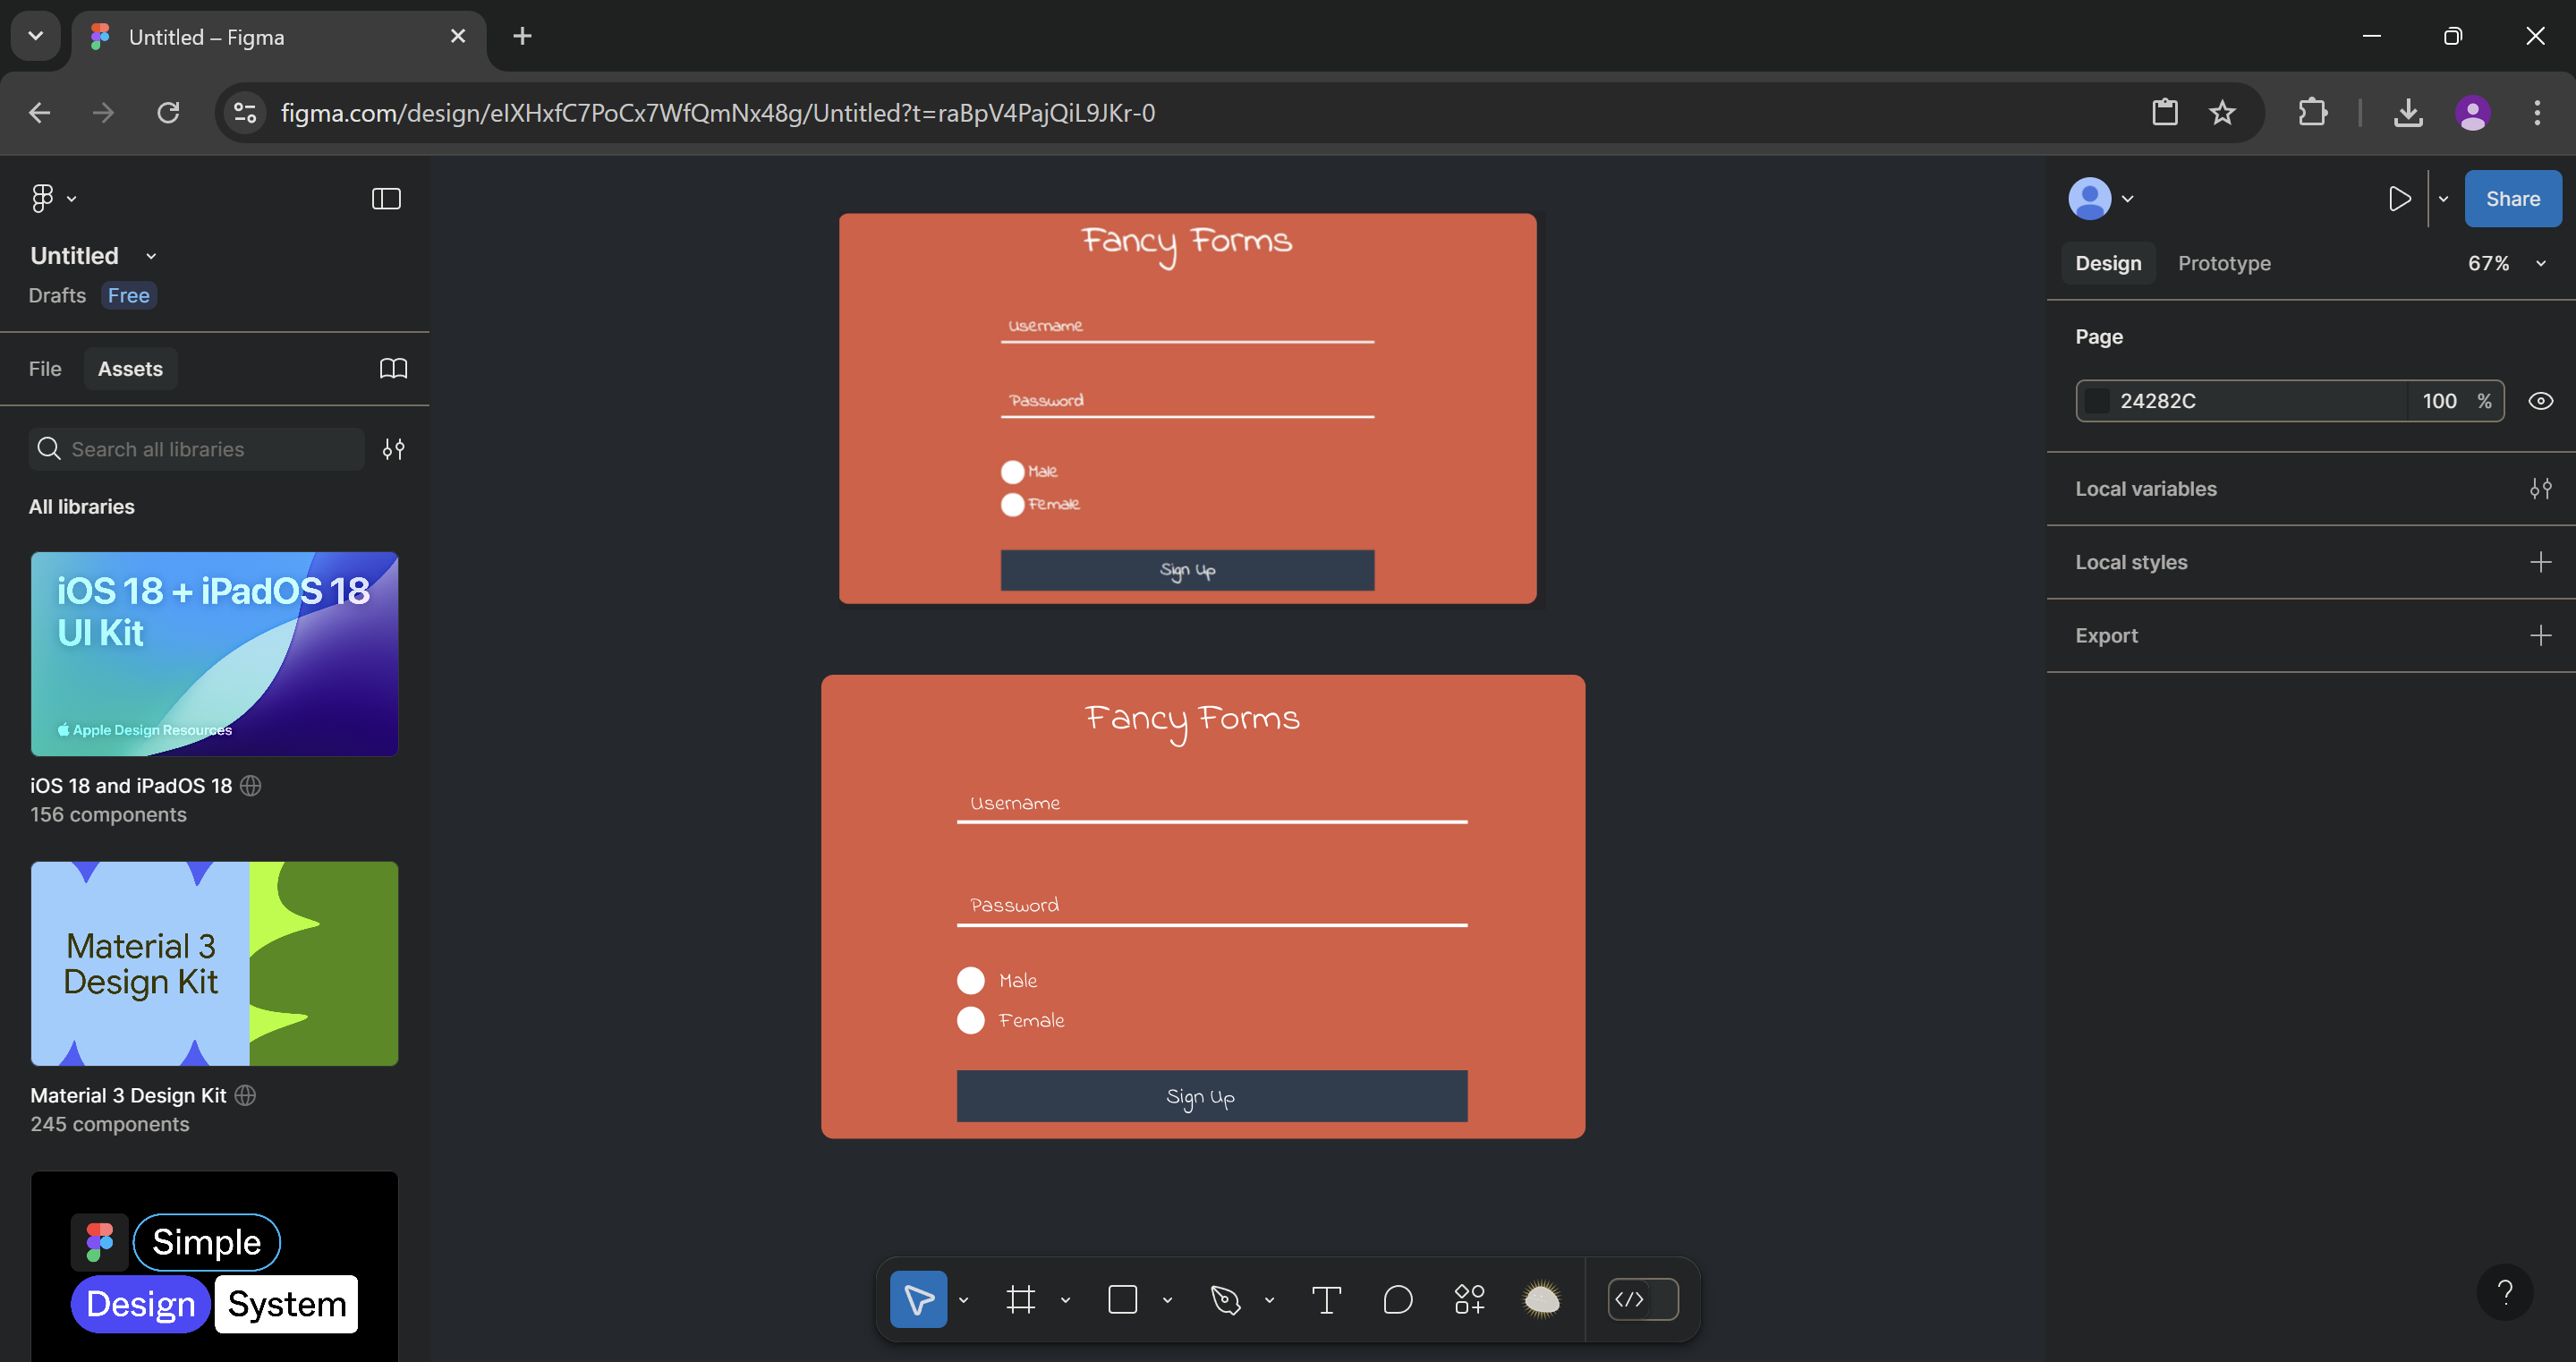 Untitled – Figma
figma.com/design/eIXHxfC7PoCx7WfQmNx48g/Untitled?t=raBpV4PajQiL9JKr-0
Untitled
Drafts Free
File Assets
Search all libraries
All libraries
iOS 18 + iPadOS 18
UI Kit
Apple Design Resources
iOS 18 and iPadOS 18
156 components
Material 3
Design Kit
Material 3 Design Kit
245 components
Simple
Design System
Fancy Forms
Username
Password
Male
Female
Sign Up
Fancy Forms
Username
Password
Male
Female
Sign Up
Share
Design Prototype 67%
Page
24282C 100 %
Local variables
Local styles
Export
?